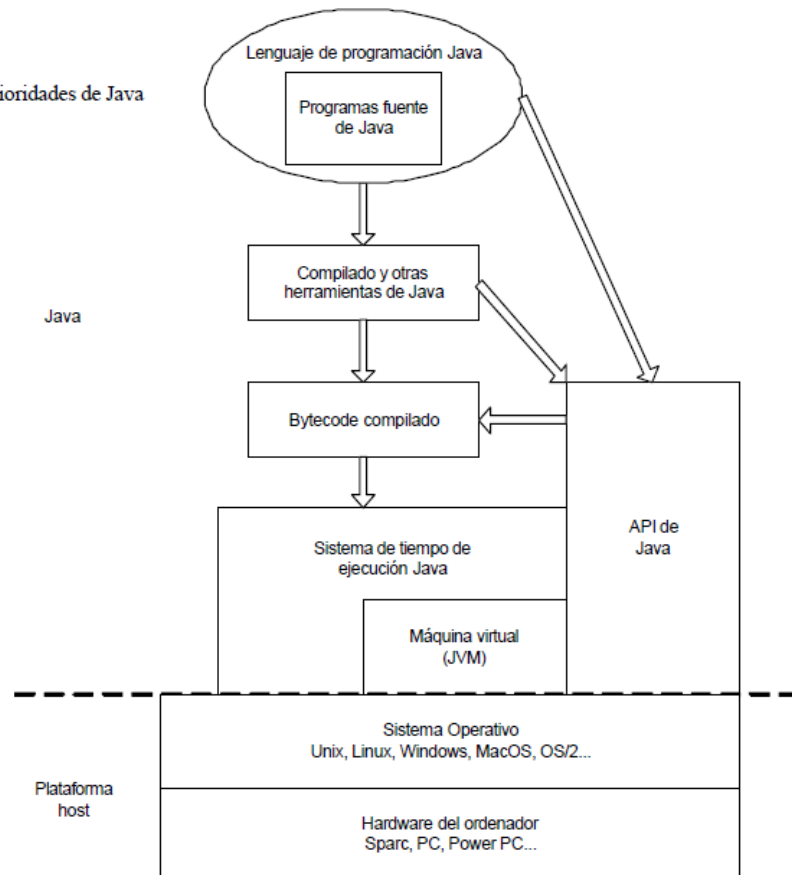 Lenguaje de programación Java
ioridades de Java
Programas fuente
de Java
Compilado y otras
herramientas de Java
Java
Bytecode compilado
API de
Java
Sistema de tiempo de
ejecución Java
Máquina virtual
(JVM)
Sistema Operativo
Unix, Linux, Windows, MacOS, OS/2...
Plataforma
host
Hardware del ordenador
Sparc, PC, Power PC...